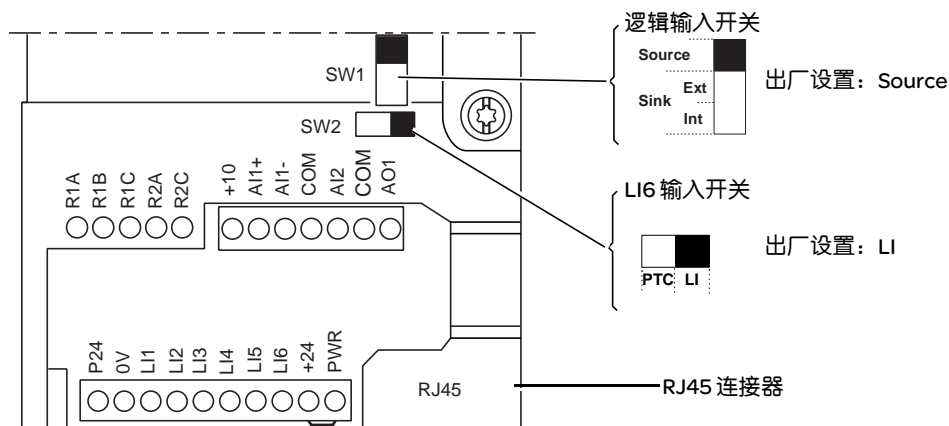 逻辑输入开关
Source
出厂设置：Source
SW1
Sink
Ext
Int
SW2
R1A
R1B
R1C
R2A
R2C
+10
AI1+
AI1-
COM
AI2
COM
AO1
LI6 输入开关
出厂设置：LI
PTC LI
P24
0V
LI1
LI2
LI3
LI4
LI5
LI6
+24
PWR
RJ45
RJ45 连接器